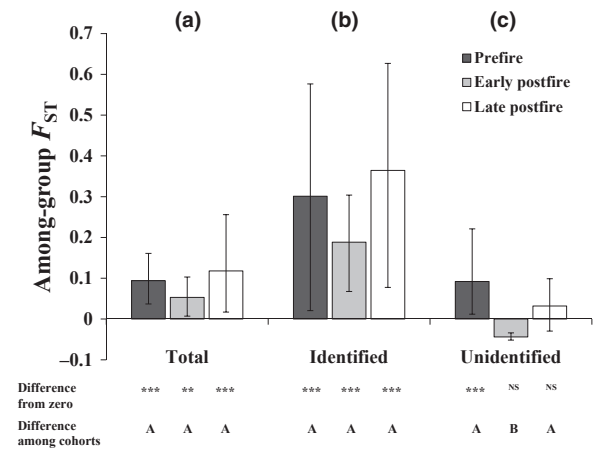 (a) (b) (c)
0.7
0.6
0.5
0.4
0.3
0.2
0.1
0
–0.1
Among-group FST
Prefire
Early postfire
Late postfire
Total Identified Unidentified
Difference
from zero
*** ** *** *** *** *** *** NS NS
Difference
among cohorts
A A A A A A A B A